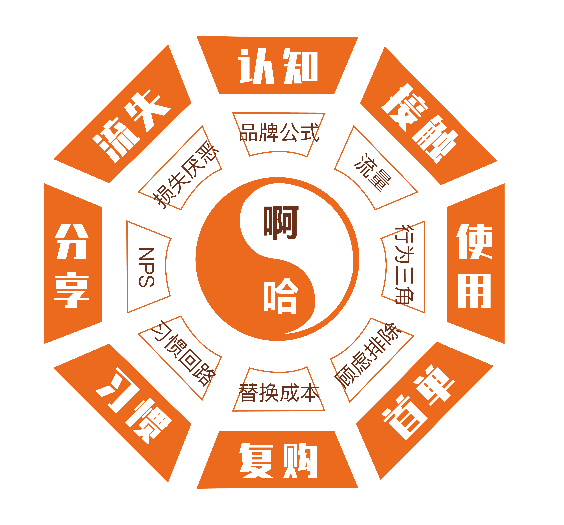 认知
接触
使用
首单
复购
习惯
分享
流失
品牌公式
流量
行为三角
顾虑排除
替换成本
习惯回路
NPS
损失厌恶
啊
哈